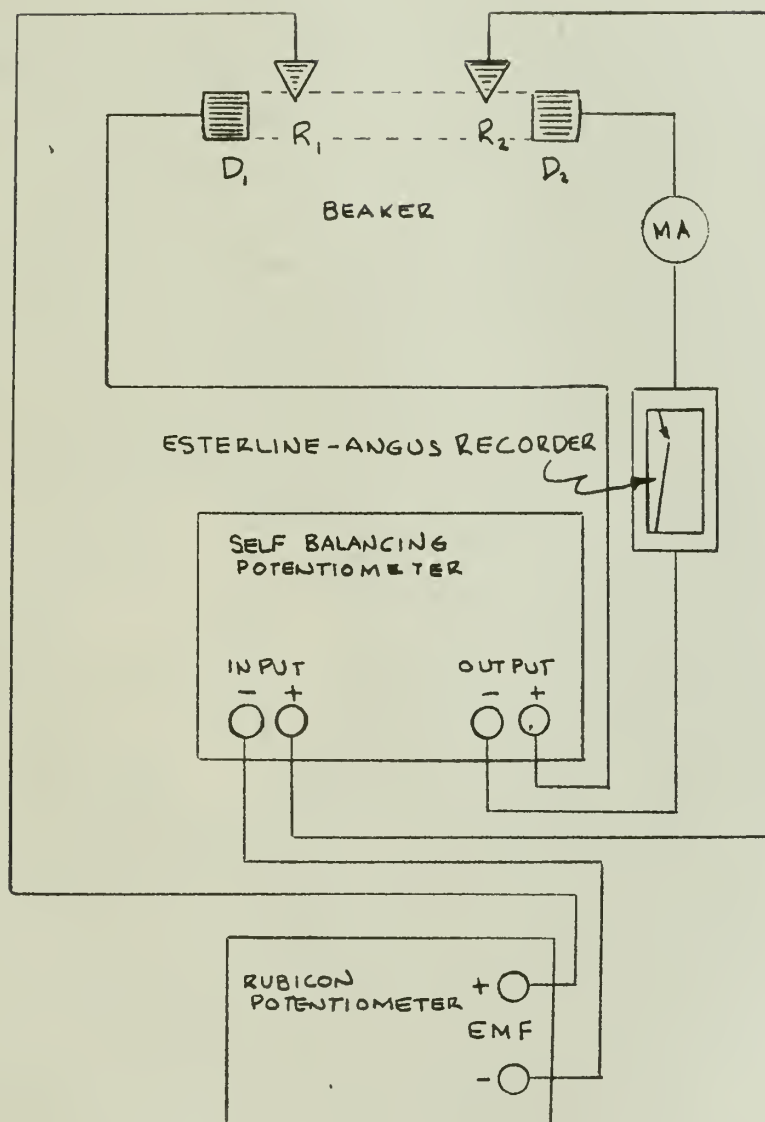 R₁ R₂
D₁ D₂
BEAKER
MA
ESTERLINE-ANGUS RECORDER
SELF BALANCING
POTENTIOMETER
INPUT OUTPUT
- + - +
RUBICON
POTENTIOMETER +
EMF
-